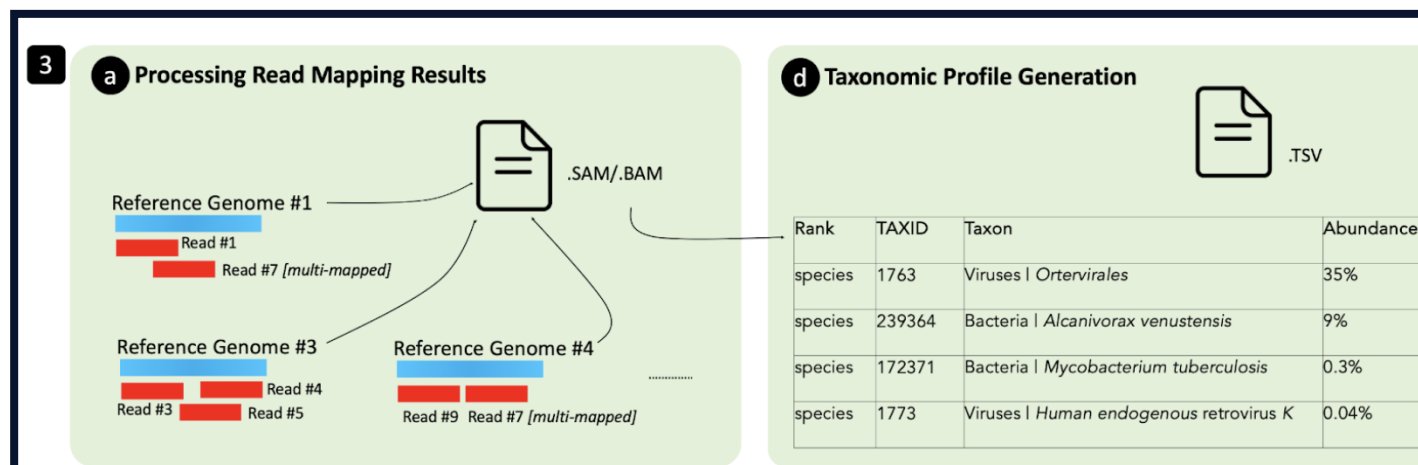 3
a Processing Read Mapping Results
.SAM/.BAM
Reference Genome #1
Read #1
Read #7 [multi-mapped]
Reference Genome #3
Read #4
Read #3
Read #5
Reference Genome #4
Read #9 Read #7 [multi-mapped]
............
d Taxonomic Profile Generation
.TSV
Rank TAXID Taxon Abundance
species 1763 Viruses | Ortervirales 35%
species 239364 Bacteria | Alcanivorax venustensis 9%
species 172371 Bacteria | Mycobacterium tuberculosis 0.3%
species 1773 Viruses | Human endogenous retrovirus K 0.04%